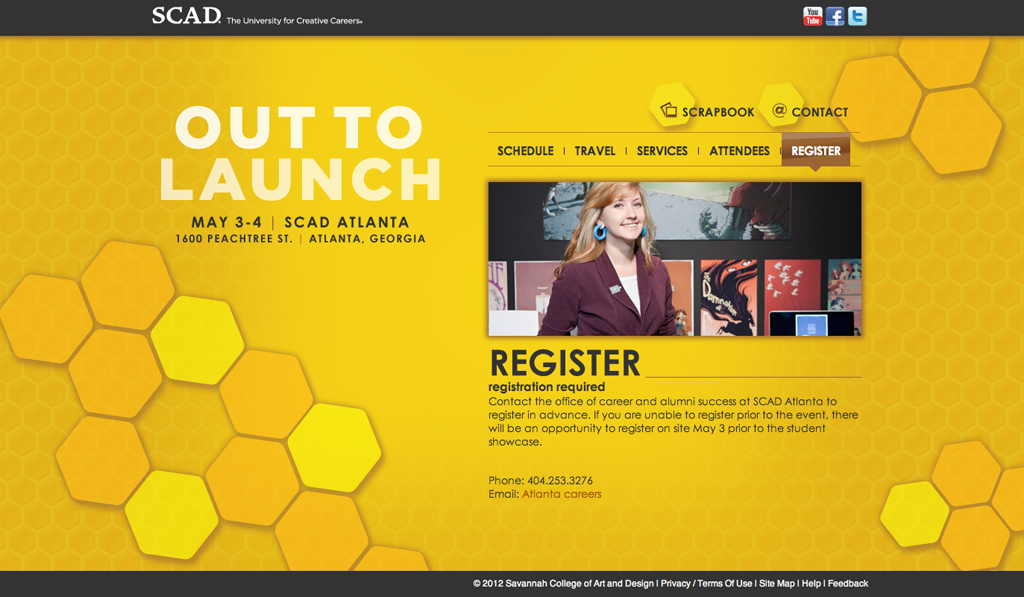 SCAD. The University for Creative Careers®
You Tube
OUT TO
LAUNCH
MAY 3-4 | SCAD ATLANTA
1600 PEACHTREE ST. | ATLANTA, GEORGIA
SCRAPBOOK @ CONTACT
SCHEDULE | TRAVEL | SERVICES | ATTENDEES | REGISTER
The Damnation of
REGISTER
registration required
Contact the office of career and alumni success at SCAD Atlanta to
register in advance. If you are unable to register prior to the event, there
will be an opportunity to register on site May 3 prior to the student
showcase.
Phone: 404.253.3276
Email: Atlanta careers
© 2012 Savannah College of Art and Design | Privacy / Terms Of Use | Site Map | Help | Feedback